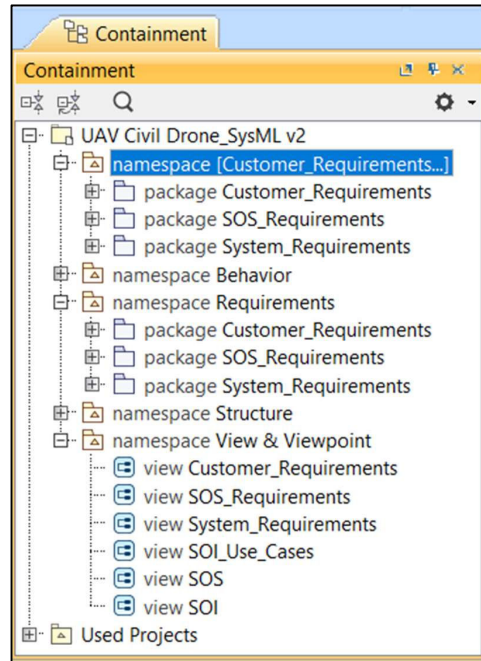 Containment
Containment
UAV Civil Drone_SysML v2
namespace [Customer_Requirements...]
package Customer_Requirements
package SOS_Requirements
package System_Requirements
namespace Behavior
namespace Requirements
package Customer_Requirements
package SOS_Requirements
package System_Requirements
namespace Structure
namespace View & Viewpoint
view Customer_Requirements
view SOS_Requirements
view System_Requirements
view SOI_Use_Cases
view SOS
view SOI
Used Projects